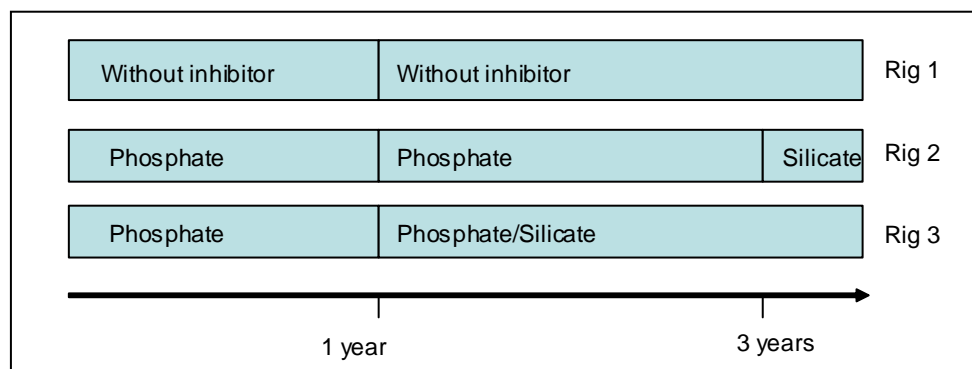 Without inhibitor Without inhibitor Rig 1
Phosphate Phosphate Silicate Rig 2
Phosphate Phosphate/Silicate Rig 3
1 year 3 years